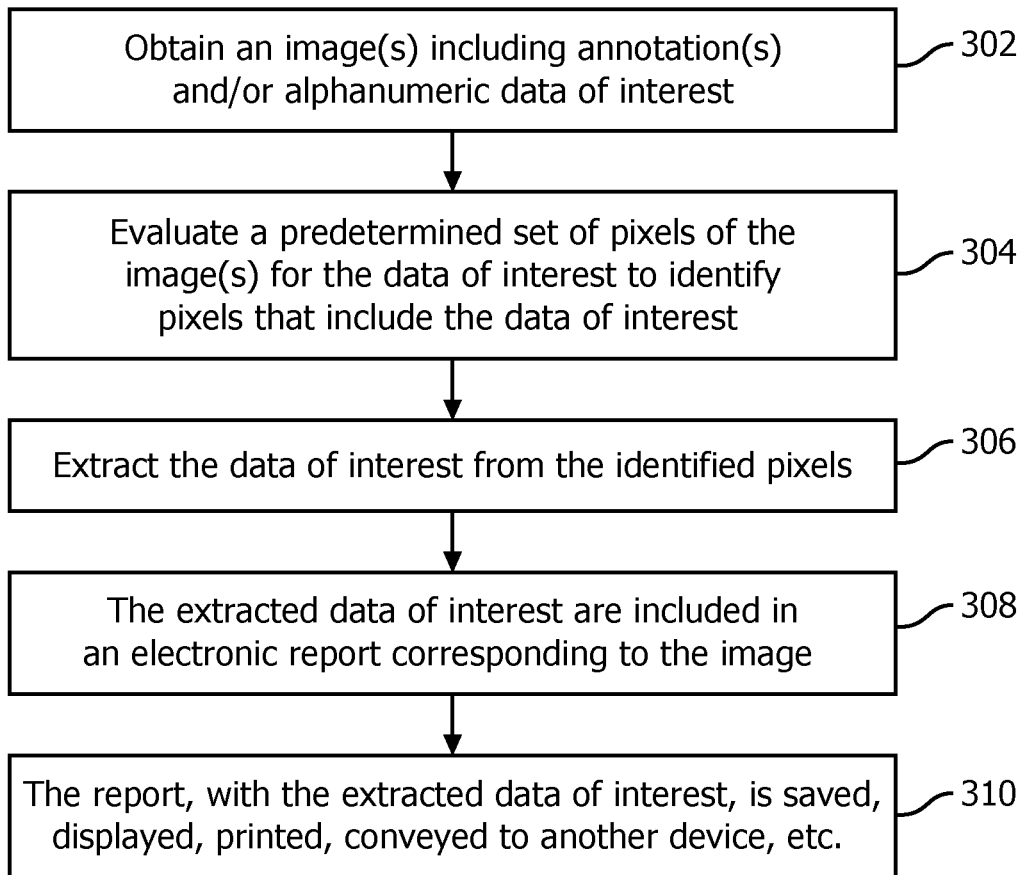 Obtain an image(s) including annotation(s)
and/or alphanumeric data of interest
302
Evaluate a predetermined set of pixels of the
image(s) for the data of interest to identify
pixels that include the data of interest
304
Extract the data of interest from the identified pixels
306
The extracted data of interest are included in
an electronic report corresponding to the image
308
The report, with the extracted data of interest, is saved,
displayed, printed, conveyed to another device, etc.
310